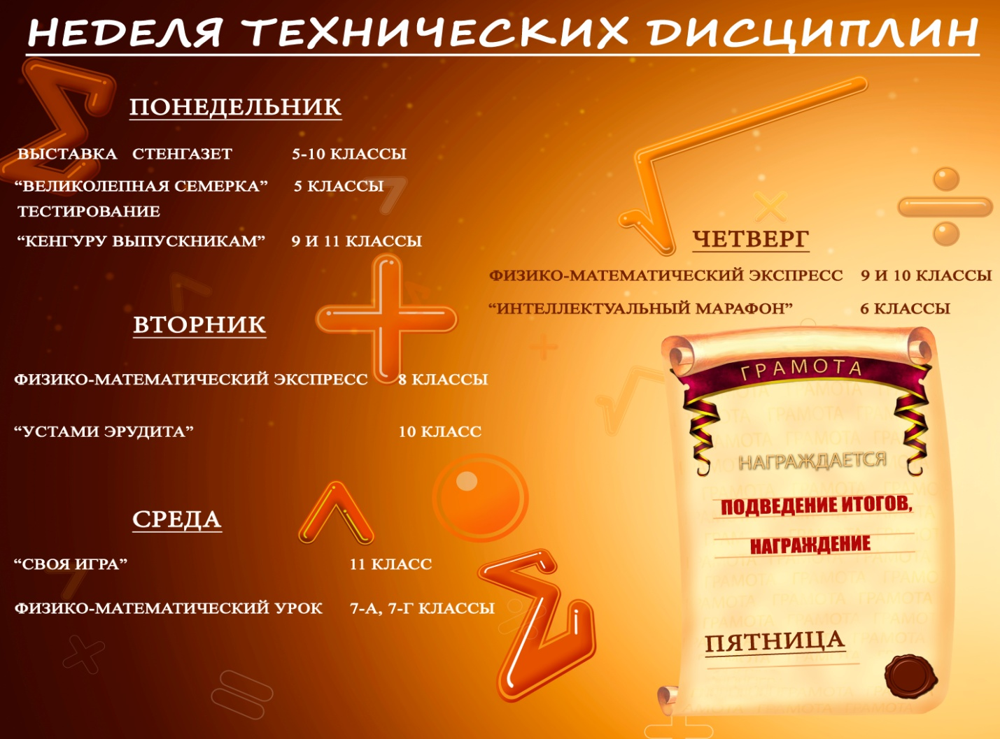 НЕДЕЛЯ ТЕХНИЧЕСКИХ ДИСЦИПЛИН
ПОНЕДЕЛЬНИК
ВЫСТАВКА СТЕНГАЗЕТ 5-10 КЛАССЫ
“ВЕЛИКОЛЕПНАЯ СЕМЕРКА” 5 КЛАССЫ
ТЕСТИРОВАНИЕ
“КЕНГУРУ ВЫПУСКНИКАМ” 9 И 11 КЛАССЫ
ВТОРНИК
ФИЗИКО-МАТЕМАТИЧЕСКИЙ ЭКСПРЕСС 8 КЛАССЫ
“УСТАМИ ЭРУДИТА” 10 КЛАСС
СРЕДА
“СВОЯ ИГРА” 11 КЛАСС
ФИЗИКО-МАТЕМАТИЧЕСКИЙ УРОК 7-А, 7-Г КЛАССЫ
ЧЕТВЕРГ
ФИЗИКО-МАТЕМАТИЧЕСКИЙ ЭКСПРЕСС 9 И 10 КЛАССЫ
“ИНТЕЛЛЕКТУАЛЬНЫЙ МАРАФОН” 6 КЛАССЫ
ГРАМОТА
НАГРАЖДАЕТСЯ
ПОДВЕДЕНИЕ ИТОГОВ,
НАГРАЖДЕНИЕ
ПЯТНИЦА